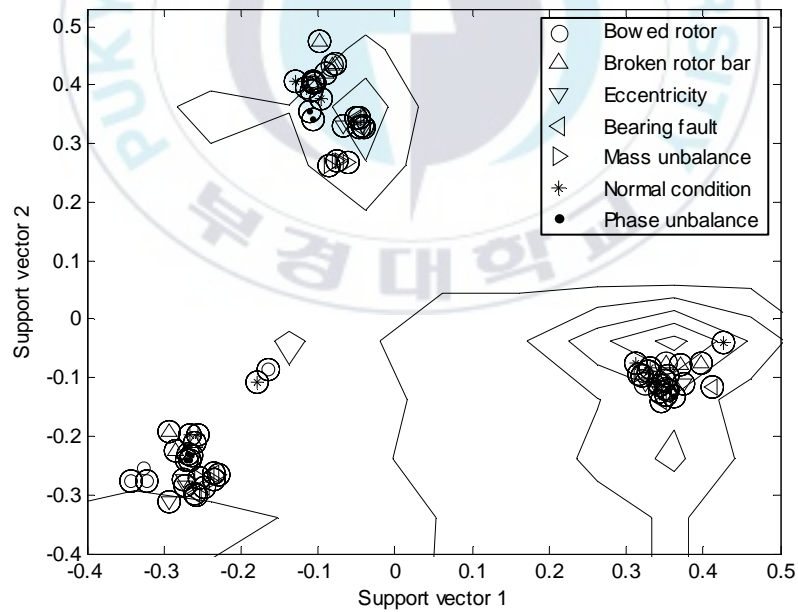 Bowed rotor
Broken rotor bar
Eccentricity
Bearing fault
Mass unbalance
Normal condition
Phase unbalance
0.5
0.4
0.3
0.2
0.1
0
-0.1
-0.2
-0.3
-0.4
-0.4
-0.3
-0.2
-0.1
0
0.1
0.2
0.3
0.4
0.5
Support vector 2
Support vector 1
PUKY
RSITY
부경대학교